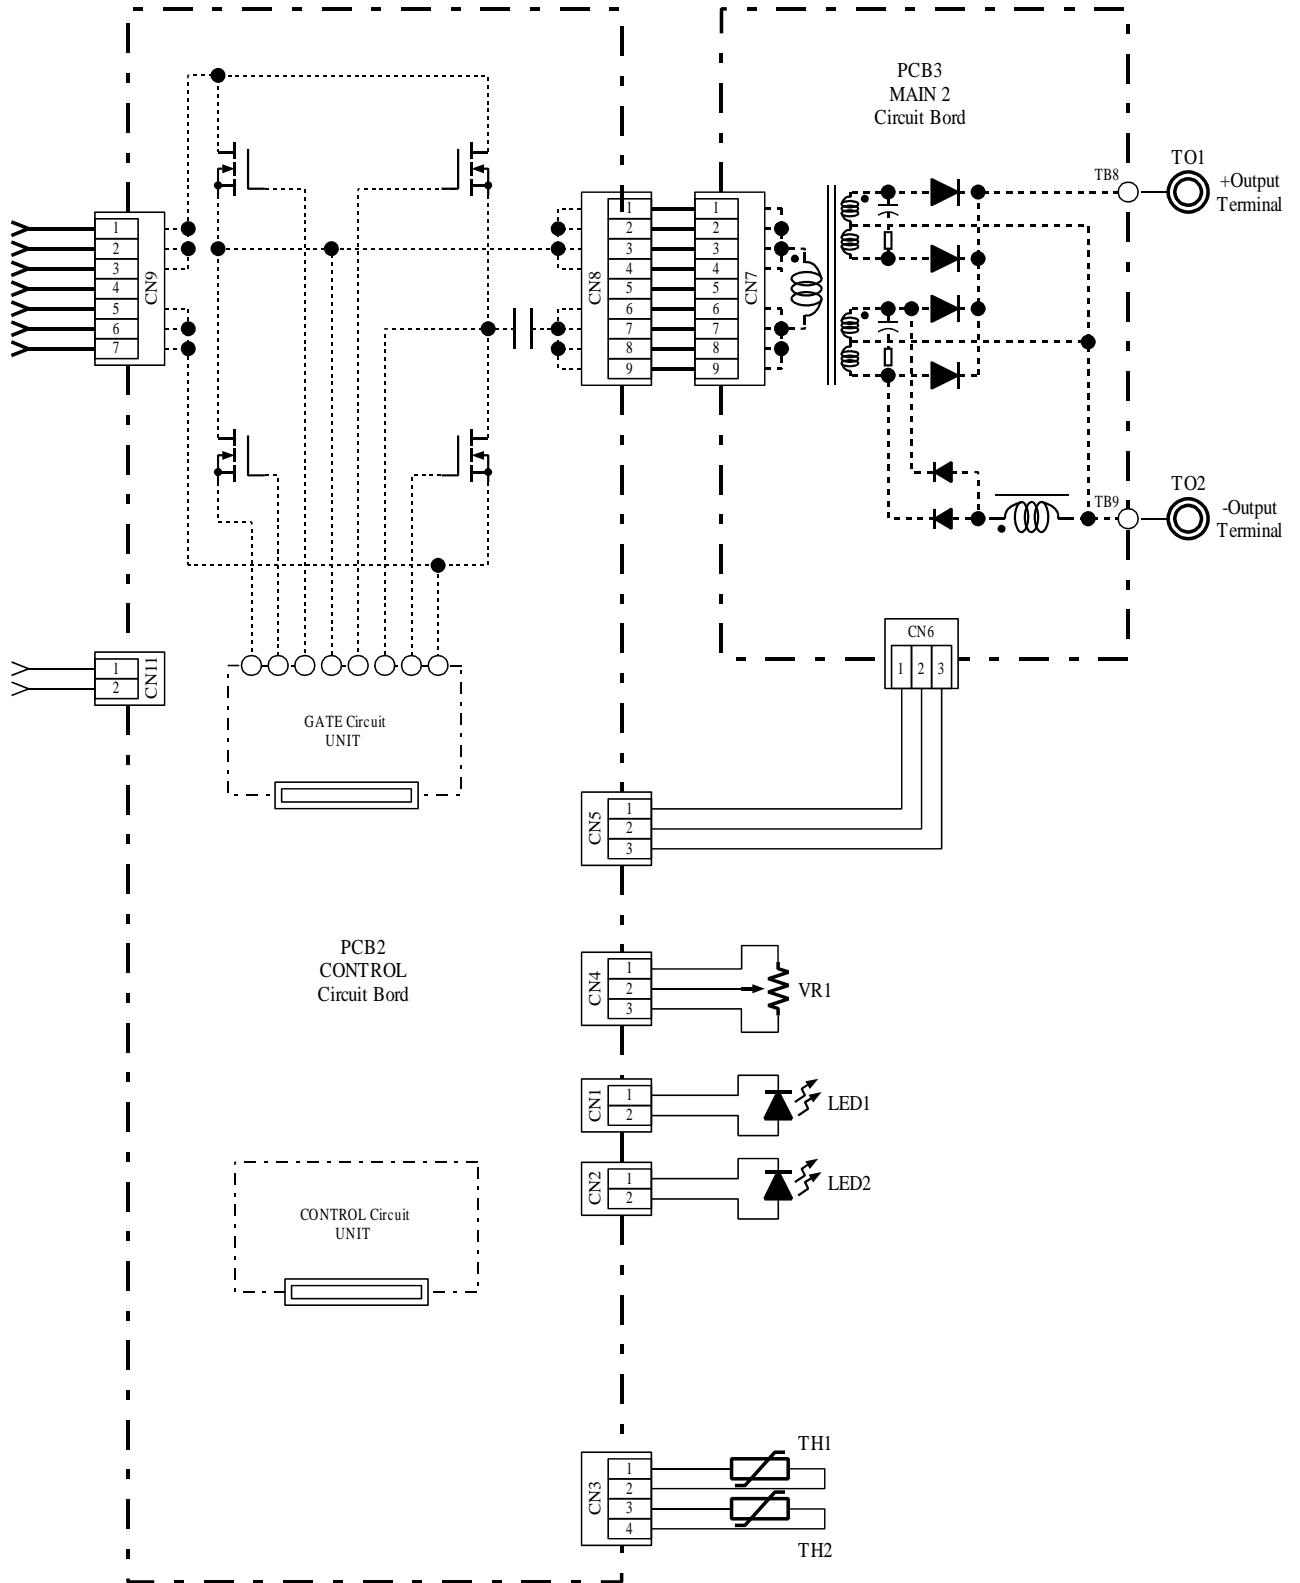 PCB3
MAIN 2
Circuit Bord
TO1
+Output
Terminal
TB8
CN9
1
2
3
4
5
6
7
CN8
1
2
3
4
5
6
7
8
9
CN7
1
2
3
4
5
6
7
8
9
TO2
-Output
Terminal
TB9
CN6
1
2
3
CN11
1
2
GATE Circuit
UNIT
CN5
1
2
3
PCB2
CONTROL
Circuit Bord
CN4
1
2
3
VR1
CN1
1
2
LED1
CN2
1
2
LED2
CONTROL Circuit
UNIT
CN3
1
2
3
4
TH1
TH2